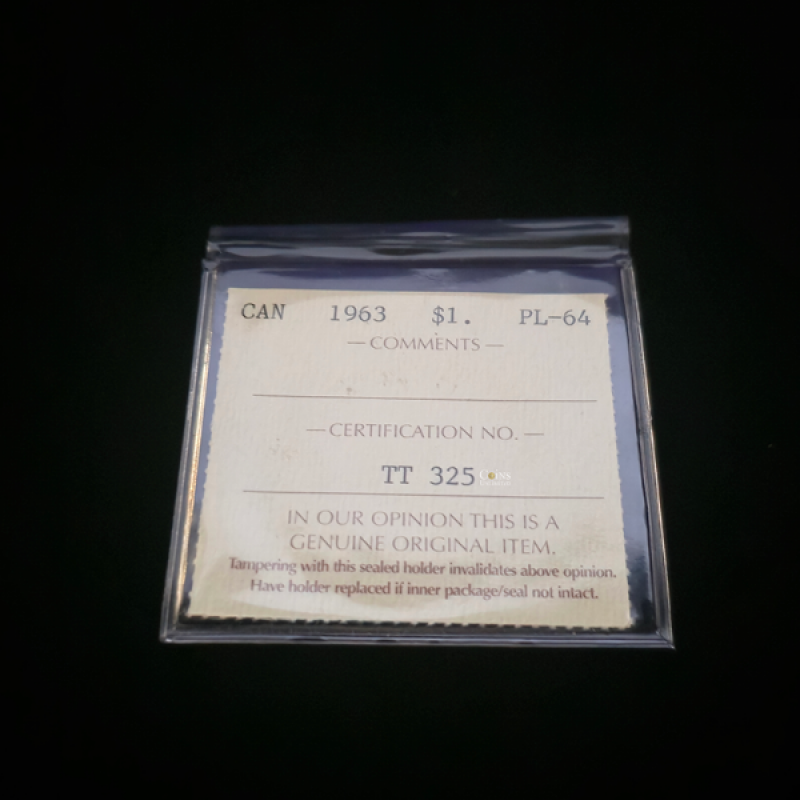 CAN 1963 $1. PL-64
— COMMENTS —
— CERTIFICATION NO. —
TT 325
Coins
IN OUR OPINION THIS IS A
GENUINE ORIGINAL ITEM.
Tampering with this sealed holder invalidates above opinion.
Have holder replaced if inner package/seal not intact.